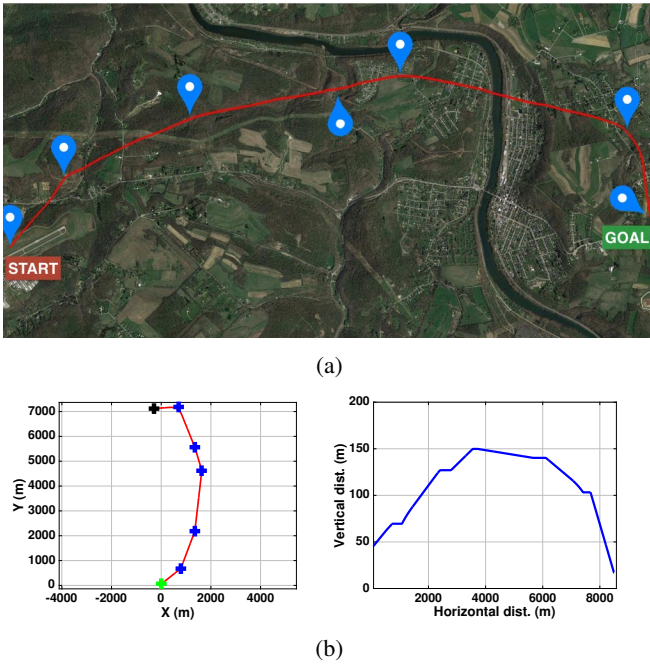 START
GOAL
(a)
7000
6000
5000
4000
3000
2000
1000
0
Y (m)
-4000 -2000 0 2000 4000
X (m)
200
150
100
50
0
Vertical dist. (m)
2000 4000 6000 8000
Horizontal dist. (m)
(b)